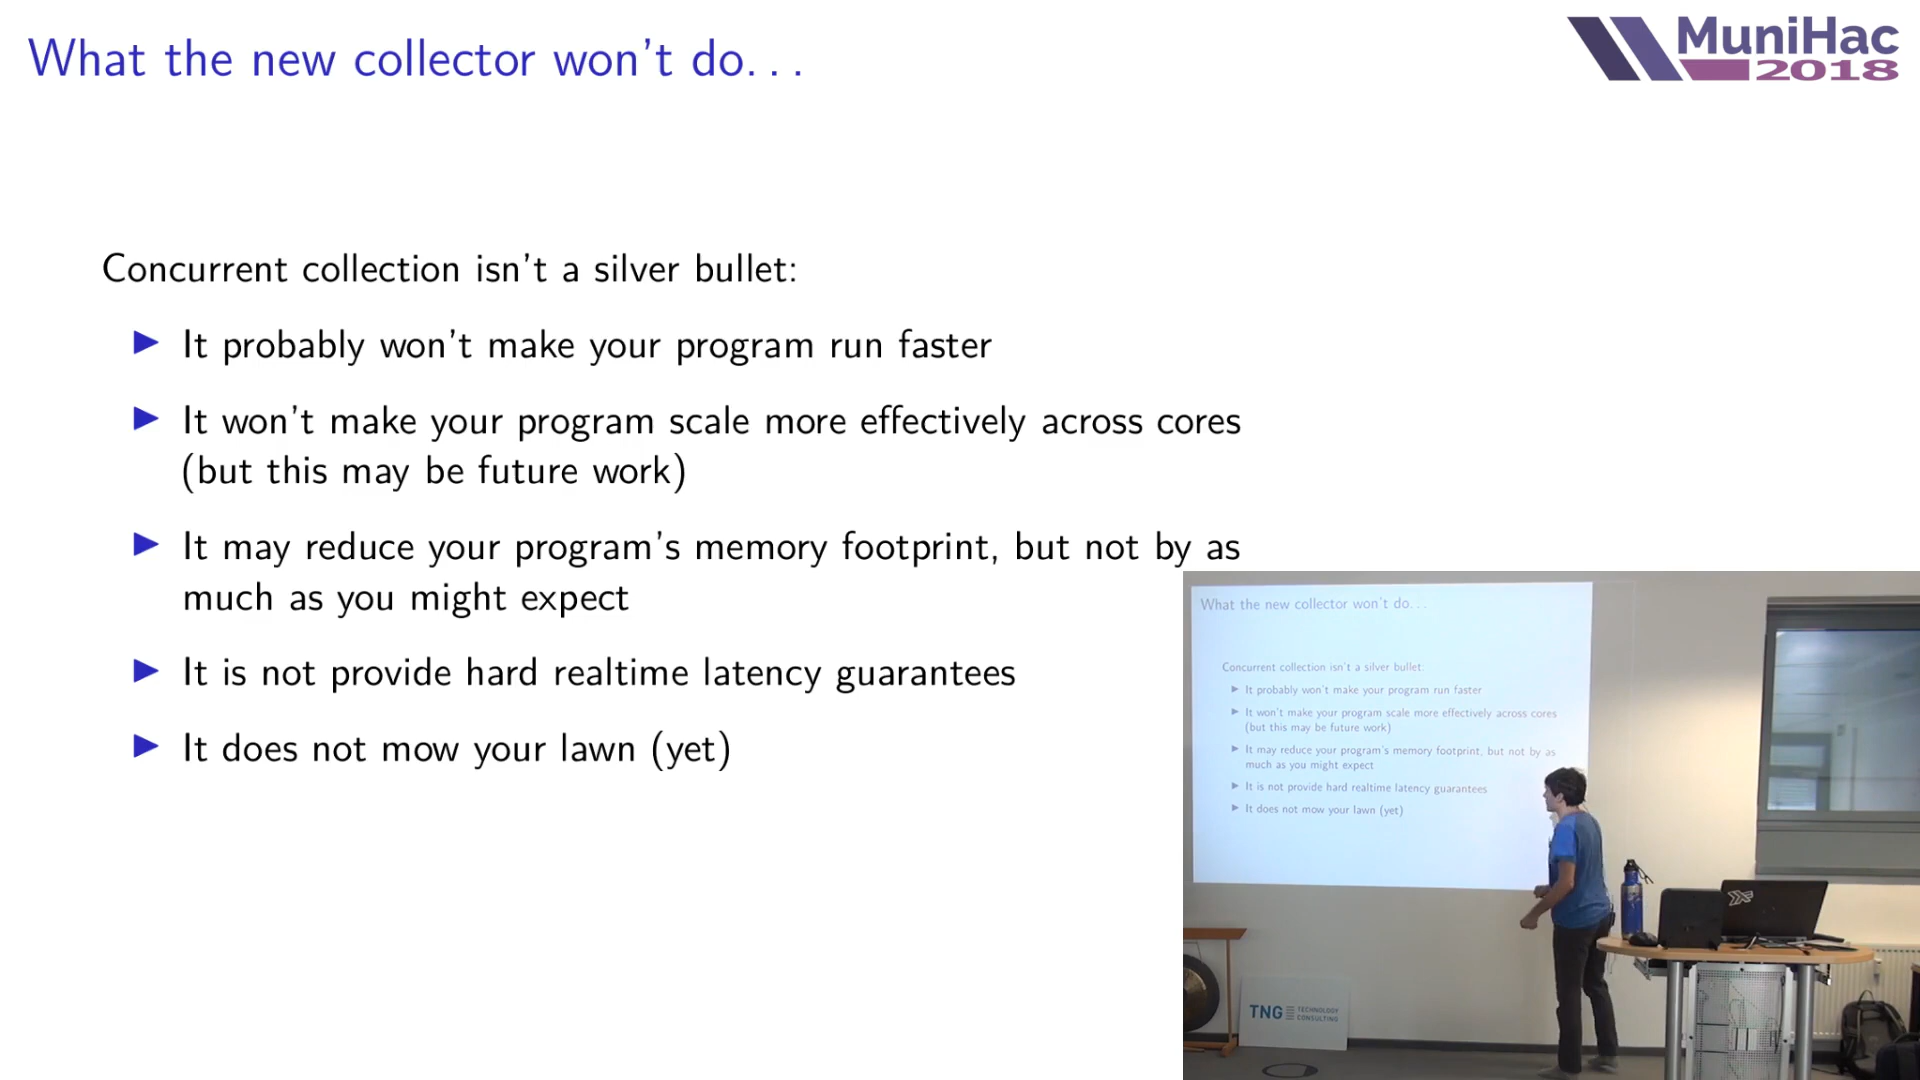 What the new collector won't do...
MuniHac
2018
Concurrent collection isn't a silver bullet:
▶ It probably won't make your program run faster
▶ It won't make your program scale more effectively across cores
(but this may be future work)
▶ It may reduce your program's memory footprint, but not by as
much as you might expect
▶ It is not provide hard realtime latency guarantees
▶ It does not mow your lawn (yet)
What the new collector won't do...
Concurrent collection isn't a silver bullet:
▶ It probably won't make your program run faster
▶ It won't make your program scale more effectively across cores
(but this may be future work)
▶ It may reduce your program's memory footprint, but not by as
much as you might expect
▶ It is not provide hard realtime latency guarantees
▶ It does not mow your lawn (yet)
TNG TECHNOLOGY
CONSULTING